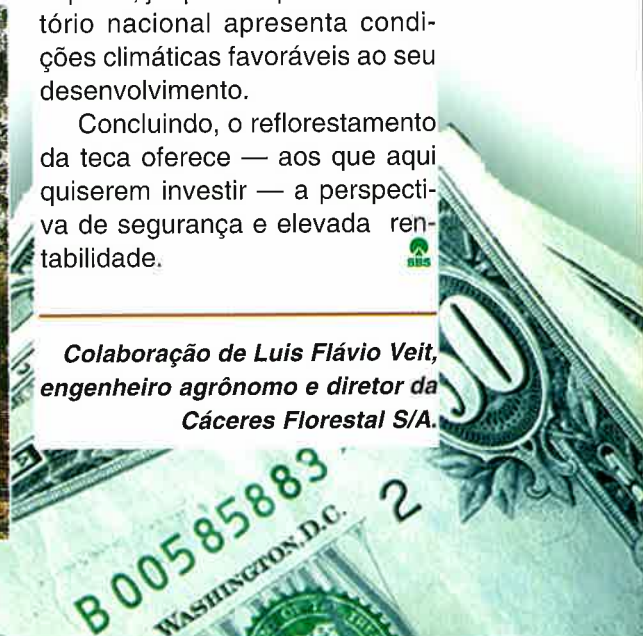 tório nacional apresenta condi-
ções climáticas favoráveis ao seu
desenvolvimento.
Concluindo, o reflorestamento
da teca oferece — aos que aqui
quiserem investir — a perspecti-
va de segurança e elevada ren-
tabilidade.
SBS
Colaboração de Luis Flávio Veit,
engenheiro agrônomo e diretor da
Cáceres Florestal S/A.
50
B00585883
2
WASHINGTON, D.C.